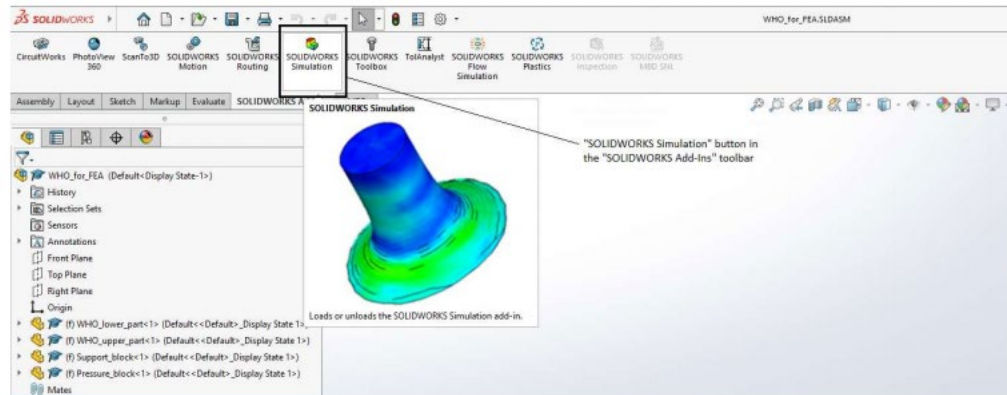 SOLIDWORKS
WHO_for_FEA.SLDASM
CircuitWorks PhotoView 360 ScanTo3D SOLIDWORKS Motion SOLIDWORKS Routing SOLIDWORKS Simulation SOLIDWORKS Toolbox TolAnalyst SOLIDWORKS Flow Simulation SOLIDWORKS Plastics SOLIDWORKS Inspection SOLIDWORKS MBD SNL
Assembly Layout Sketch Markup Evaluate SOLIDWORKS A
SOLIDWORKS Simulation
"SOLIDWORKS Simulation" button in
the "SOLIDWORKS Add-Ins" toolbar
WHO_for_FEA (Default<Display State-1>)
History
Selection Sets
Sensors
Annotations
Front Plane
Top Plane
Right Plane
Origin
Loads or unloads the SOLIDWORKS Simulation add-in.
(f) WHO_lower_part<1> (Default<<Default>_Display State 1>)
(f) WHO_upper_part<1> (Default<<Default>_Display State 1>)
(f) Support_block<1> (Default<<Default>_Display State 1>)
(f) Pressure_block<1> (Default<<Default>_Display State 1>)
Mates